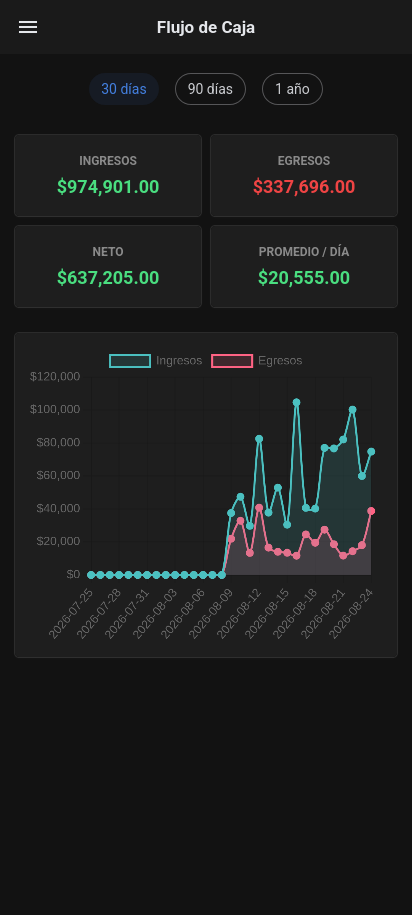 Flujo de Caja
30 días
90 días
1 año
INGRESOS
$974,901.00
EGRESOS
$337,696.00
NETO
$637,205.00
PROMEDIO / DÍA
$20,555.00
Ingresos
Egresos
$120,000
$100,000
$80,000
$60,000
$40,000
$20,000
$0
2026-07-25
2026-07-28
2026-07-31
2026-08-03
2026-08-06
2026-08-09
2026-08-12
2026-08-15
2026-08-18
2026-08-21
2026-08-24